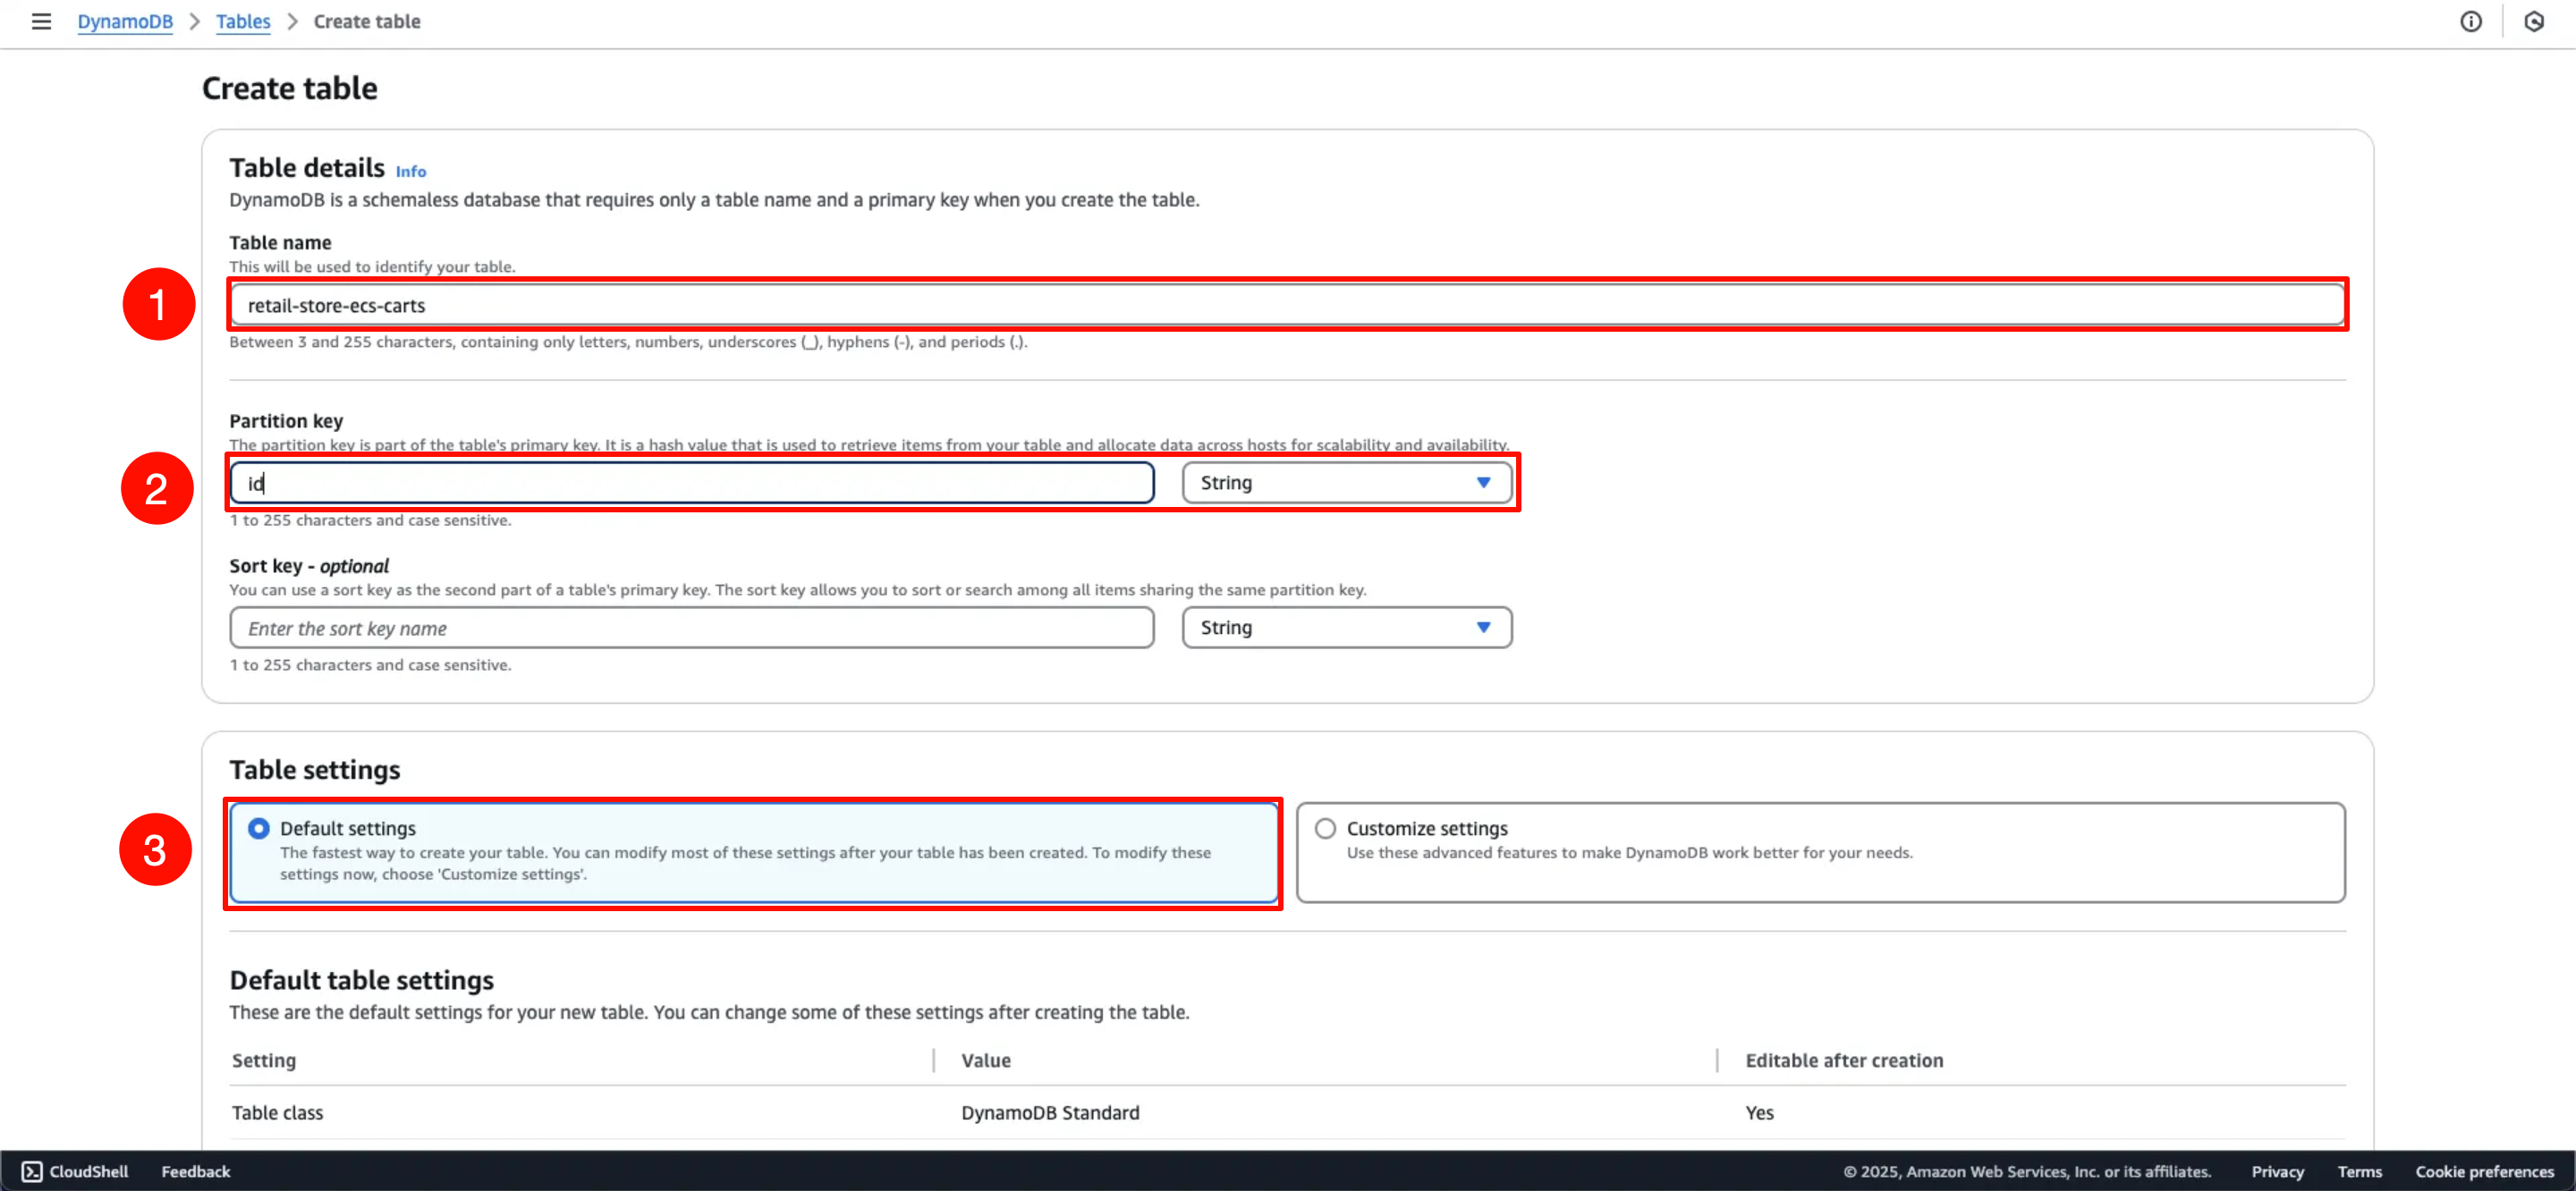 DynamoDB > Tables > Create table
Create table
Table details Info
DynamoDB is a schemaless database that requires only a table name and a primary key when you create the table.
Table name
This will be used to identify your table.
1
retail-store-ecs-carts
Between 3 and 255 characters, containing only letters, numbers, underscores (_), hyphens (-), and periods (.).
Partition key
The partition key is part of the table's primary key. It is a hash value that is used to retrieve items from your table and allocate data across hosts for scalability and availability.
2
id String
1 to 255 characters and case sensitive.
Sort key - optional
You can use a sort key as the second part of a table's primary key. The sort key allows you to sort or search among all items sharing the same partition key.
Enter the sort key name String
1 to 255 characters and case sensitive.
Table settings
3
Default settings
The fastest way to create your table. You can modify most of these settings after your table has been created. To modify these
settings now, choose 'Customize settings'.
Customize settings
Use these advanced features to make DynamoDB work better for your needs.
Default table settings
These are the default settings for your new table. You can change some of these settings after creating the table.
Setting Value Editable after creation
Table class DynamoDB Standard Yes
CloudShell Feedback © 2025, Amazon Web Services, Inc. or its affiliates. Privacy Terms Cookie preferences